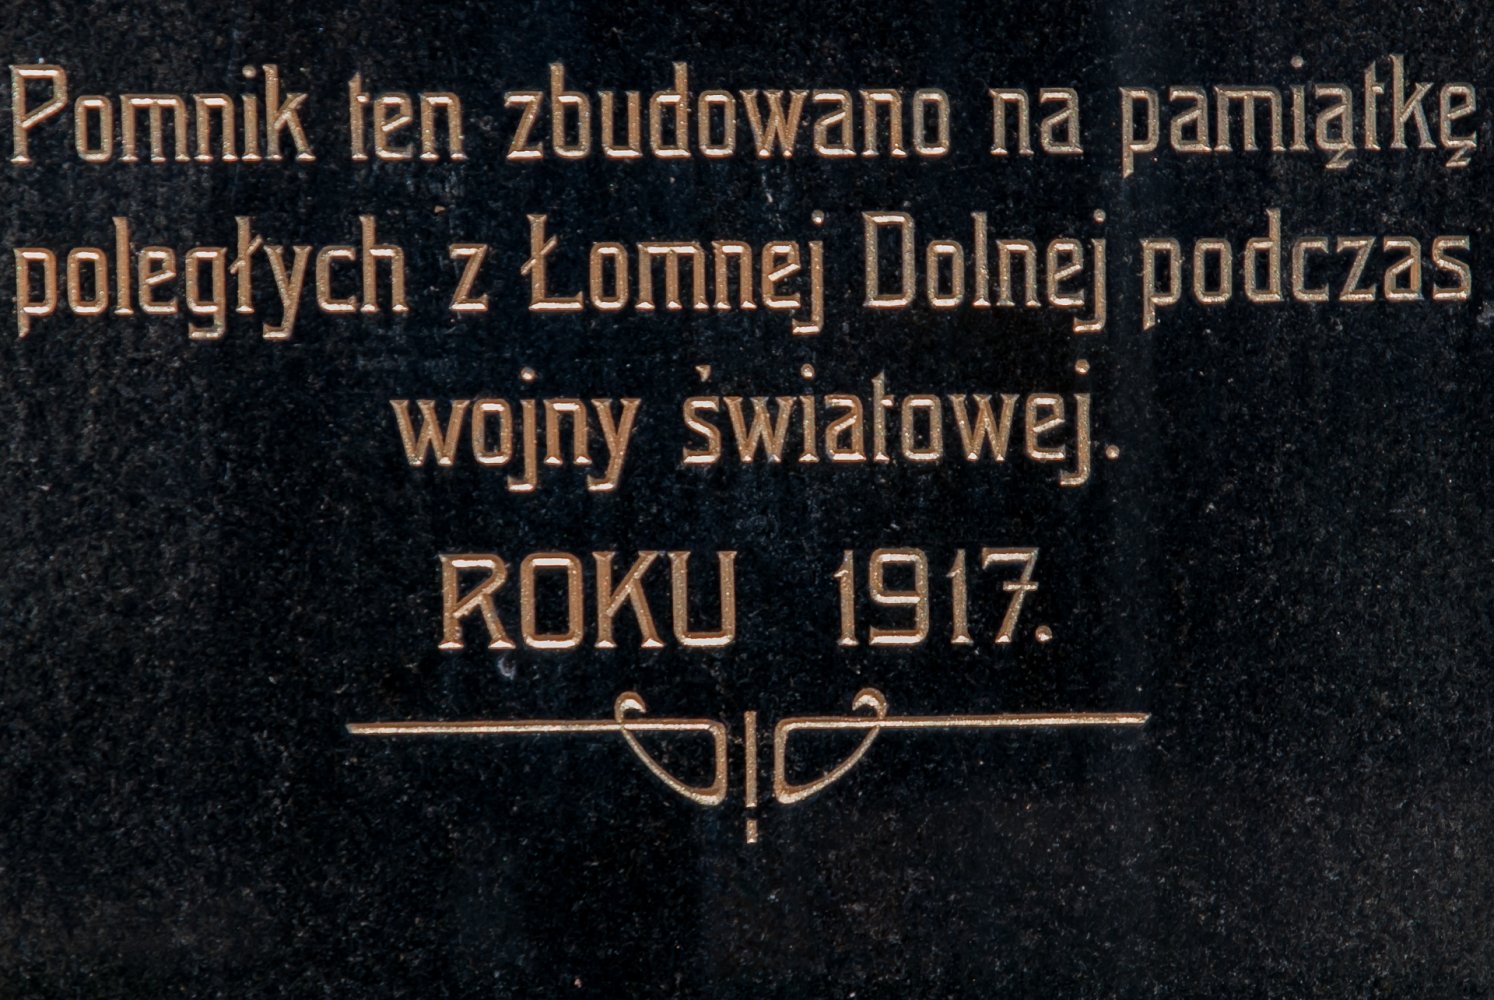 Pomnik ten zbudowano na pamiątkę
poległych z Łomnej Dolnej podczas
wojny światowej.
ROKU 1917.